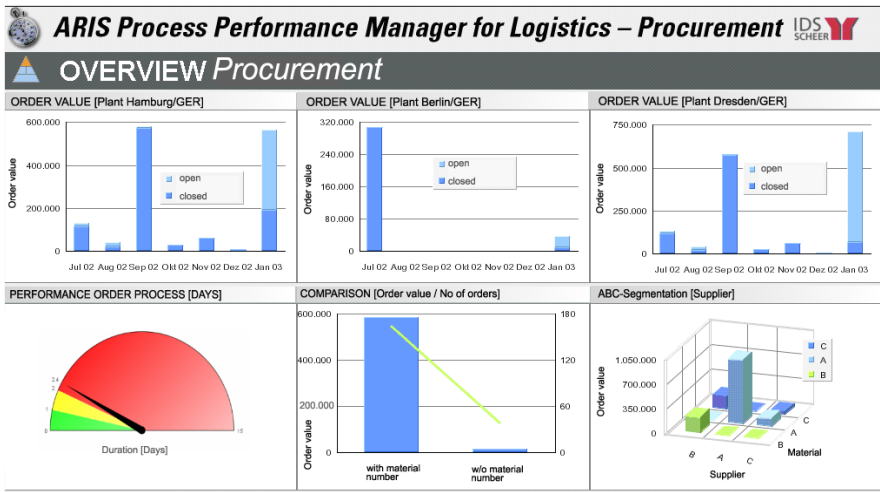 ARIS Process Performance Manager for Logistics – Procurement
IDS
SCHEER
OVERVIEW Procurement
ORDER VALUE [Plant Hamburg/GER]
600.000
400.000
200.000
0
Order value
open
closed
Jul 02 Aug 02 Sep 02 Okt 02 Nov 02 Dez 02 Jan 03
ORDER VALUE [Plant Berlin/GER]
320.000
240.000
160.000
80.000
0
Order value
open
closed
Jul 02 Aug 02 Sep 02 Okt 02 Nov 02 Dez 02 Jan 03
ORDER VALUE [Plant Dresden/GER]
750.000
500.000
250.000
0
Order value
open
closed
Jul 02 Aug 02 Sep 02 Okt 02 Nov 02 Dez 02 Jan 03
PERFORMANCE ORDER PROCESS [DAYS]
2.4
2
1
0
15
Duration [Days]
COMPARISON [Order value / No of orders]
600.000
400.000
200.000
0
Order value
180
120
60
0
with material
number
w/o material
number
ABC-Segmentation [Supplier]
1.050.000
700.000
350.000
0
Order value
C
A
B
B
A
C
Supplier
B
A
C
Material